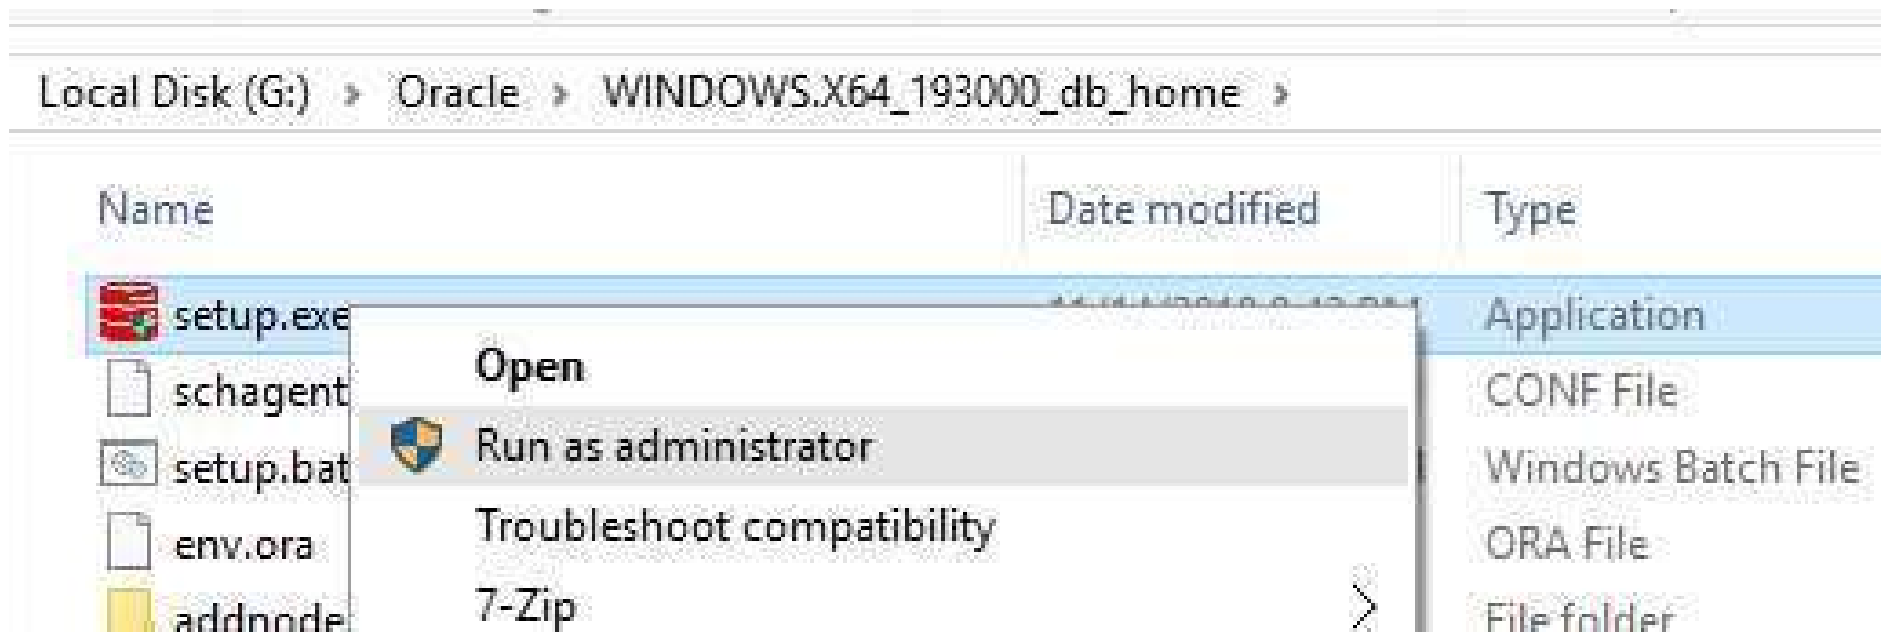 Local Disk (G:) > Oracle > WINDOWS.X64_193000_db_home >
Name Date modified Type
setup.exe Application
Open
schagent CONF File
Run as administrator
setup.bat Windows Batch File
Troubleshoot compatibility
env.ora ORA File
7-Zip
addnode File folder